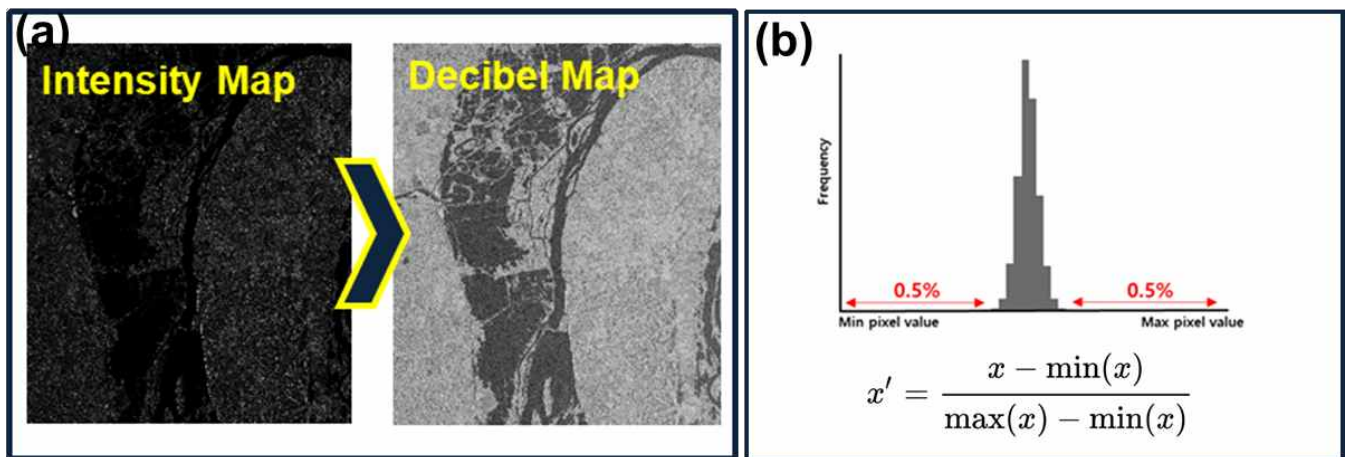 (a)
Intensity Map
Decibel Map
(b)
Frequency
0.5%
0.5%
Min pixel value
Max pixel value
x′ = (x − min(x)) / (max(x) − min(x))